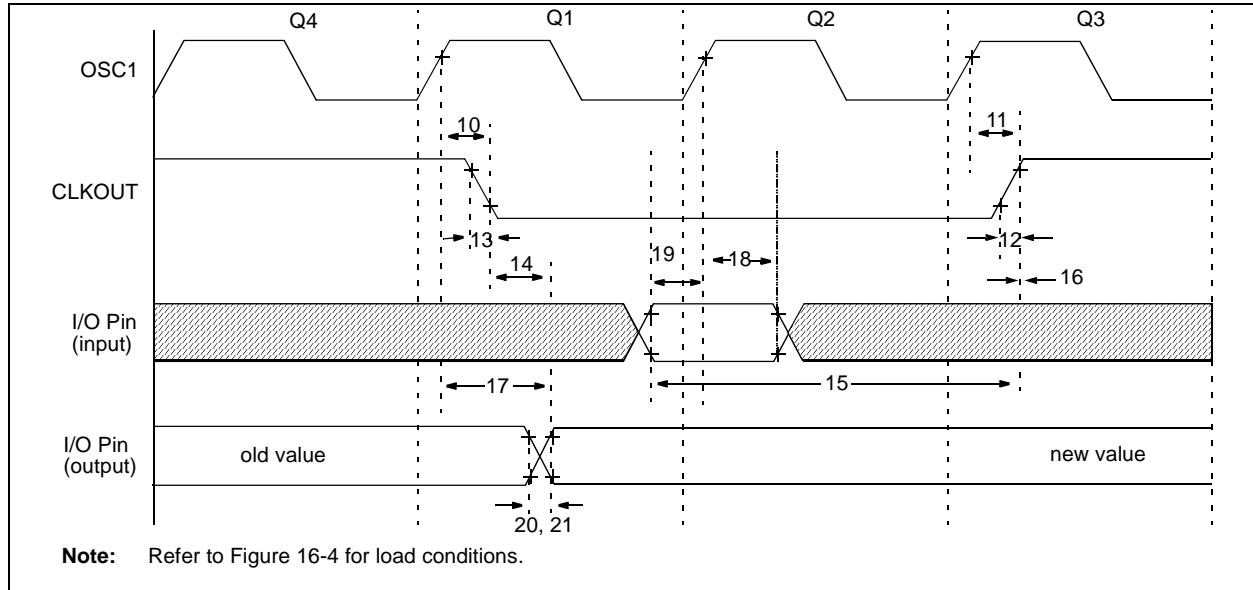 Q4 Q1 Q2 Q3
OSC1
10 11
CLKOUT
13 12
14 19 18
16
I/O Pin
(input)
17 15
I/O Pin
(output)
old value new value
20, 21
Note: Refer to Figure 16-4 for load conditions.